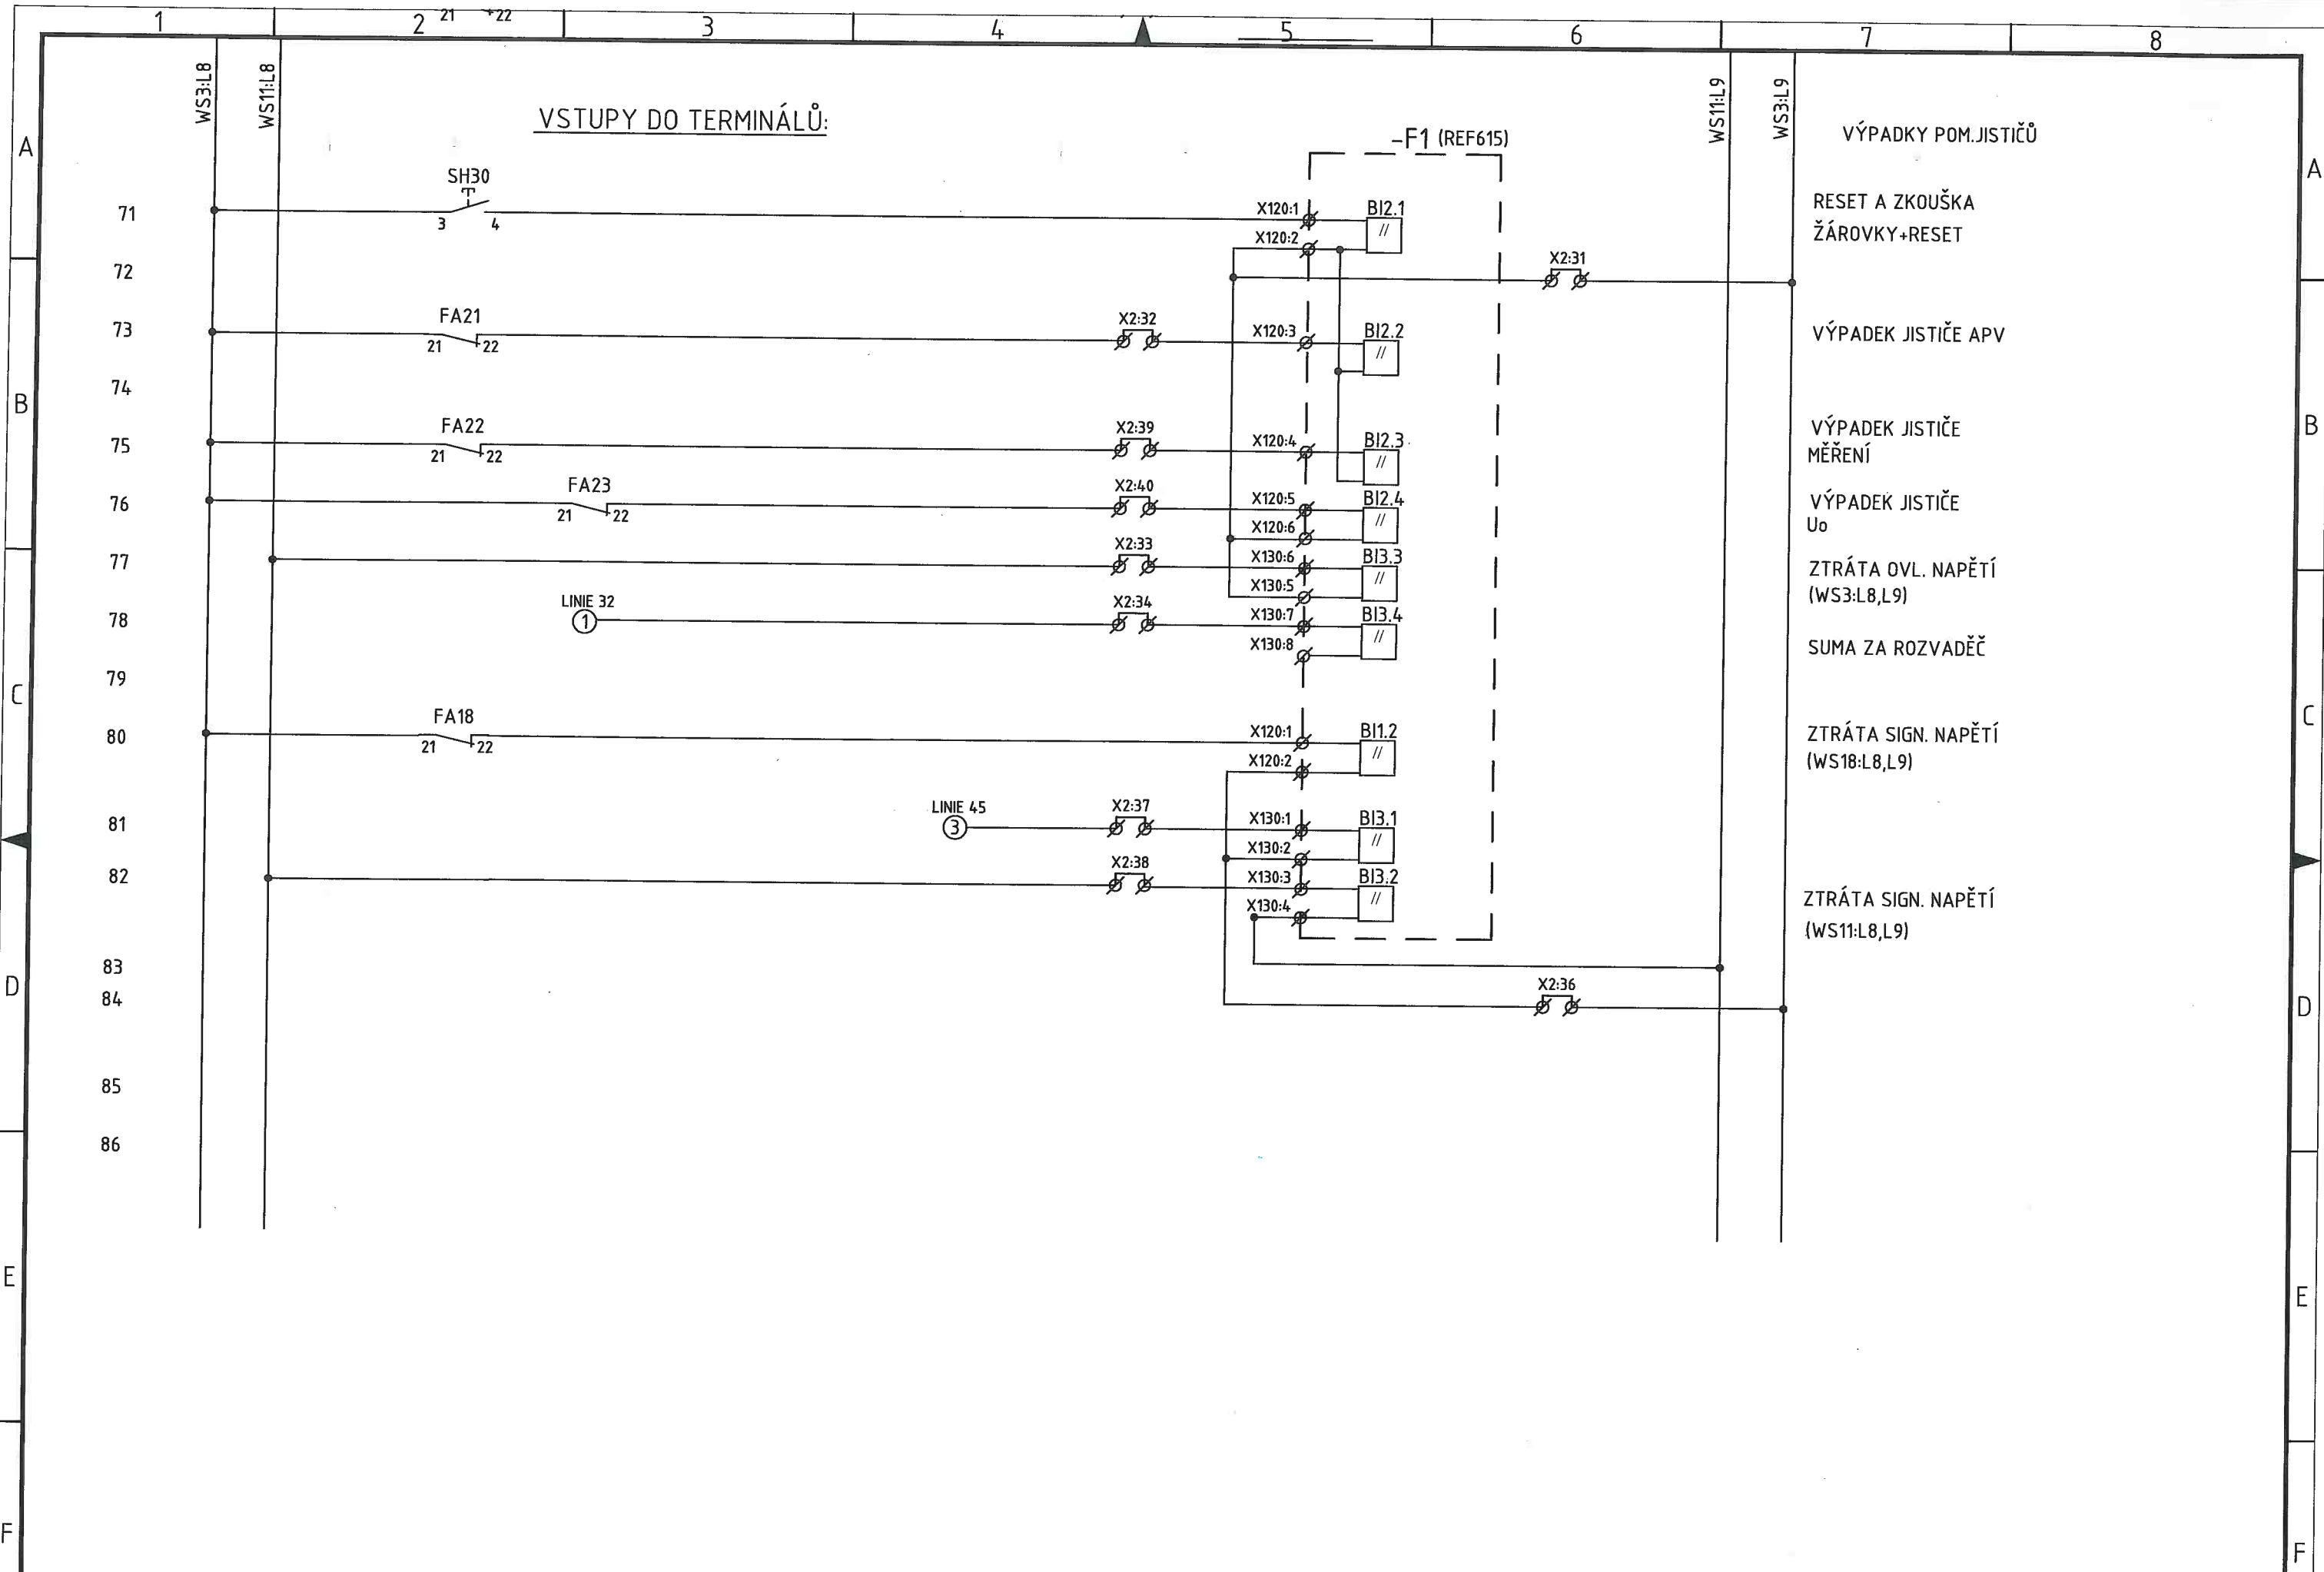 1 2 3 4 5 6 7 8
21 22
WS3:L8
WS11:L8
WS11:L9
WS3:L9
VSTUPY DO TERMINÁLŮ:
-F1 (REF615)
VÝPADKY POM.JISTIČŮ
A
A
71
SH30
3 4
X120:1
BI2.1
//
X120:2
RESET A ZKOUŠKA
ŽÁROVKY+RESET
72
X2:31
73
FA21
21 22
X2:32
X120:3
BI2.2
//
VÝPADEK JISTIČE APV
74
B
B
75
FA22
21 22
X2:39
X120:4
BI2.3
//
VÝPADEK JISTIČE
MĚŘENÍ
76
FA23
21 22
X2:40
X120:5
BI2.4
//
X120:6
VÝPADEK JISTIČE
Uo
77
X2:33
X130:6
BI3.3
//
X130:5
ZTRÁTA OVL. NAPĚTÍ
(WS3:L8,L9)
78
LINIE 32
1
X2:34
X130:7
BI3.4
//
X130:8
SUMA ZA ROZVADĚČ
79
C
C
80
FA18
21 22
X120:1
BI1.2
//
X120:2
ZTRÁTA SIGN. NAPĚTÍ
(WS18:L8,L9)
81
LINIE 45
3
X2:37
X130:1
BI3.1
//
X130:2
82
X2:38
X130:3
BI3.2
//
X130:4
ZTRÁTA SIGN. NAPĚTÍ
(WS11:L8,L9)
83
D
D
84
X2:36
85
86
E
E
F
F